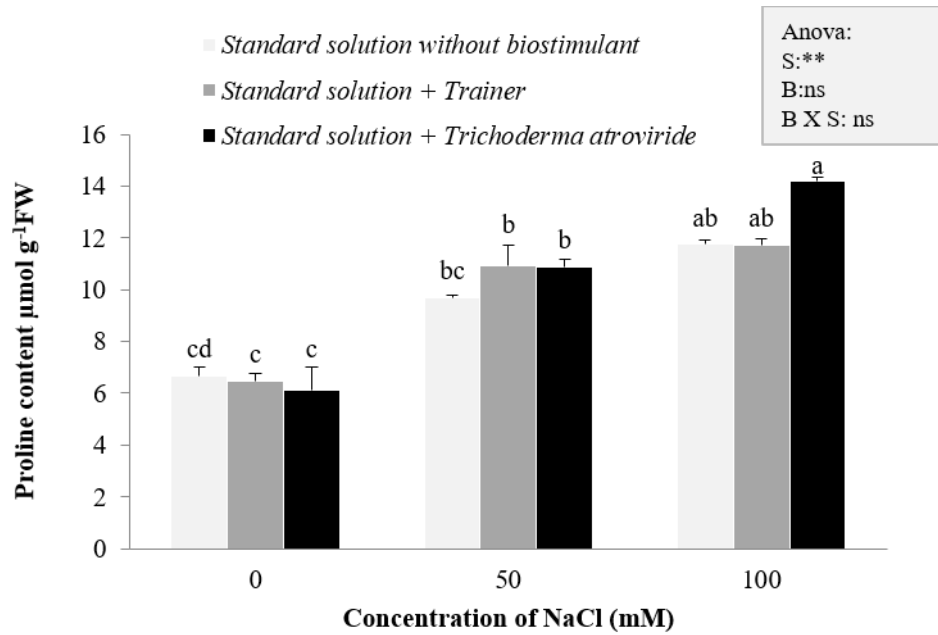 Standard solution without biostimulant
Standard solution + Trainer
Standard solution + Trichoderma atroviride
Anova:
S:**
B:ns
B X S: ns
Proline content µmol g-1FW
16
14
12
10
8
6
4
2
0
cd
c
c
bc
b
b
ab
ab
a
0
50
100
Concentration of NaCl (mM)